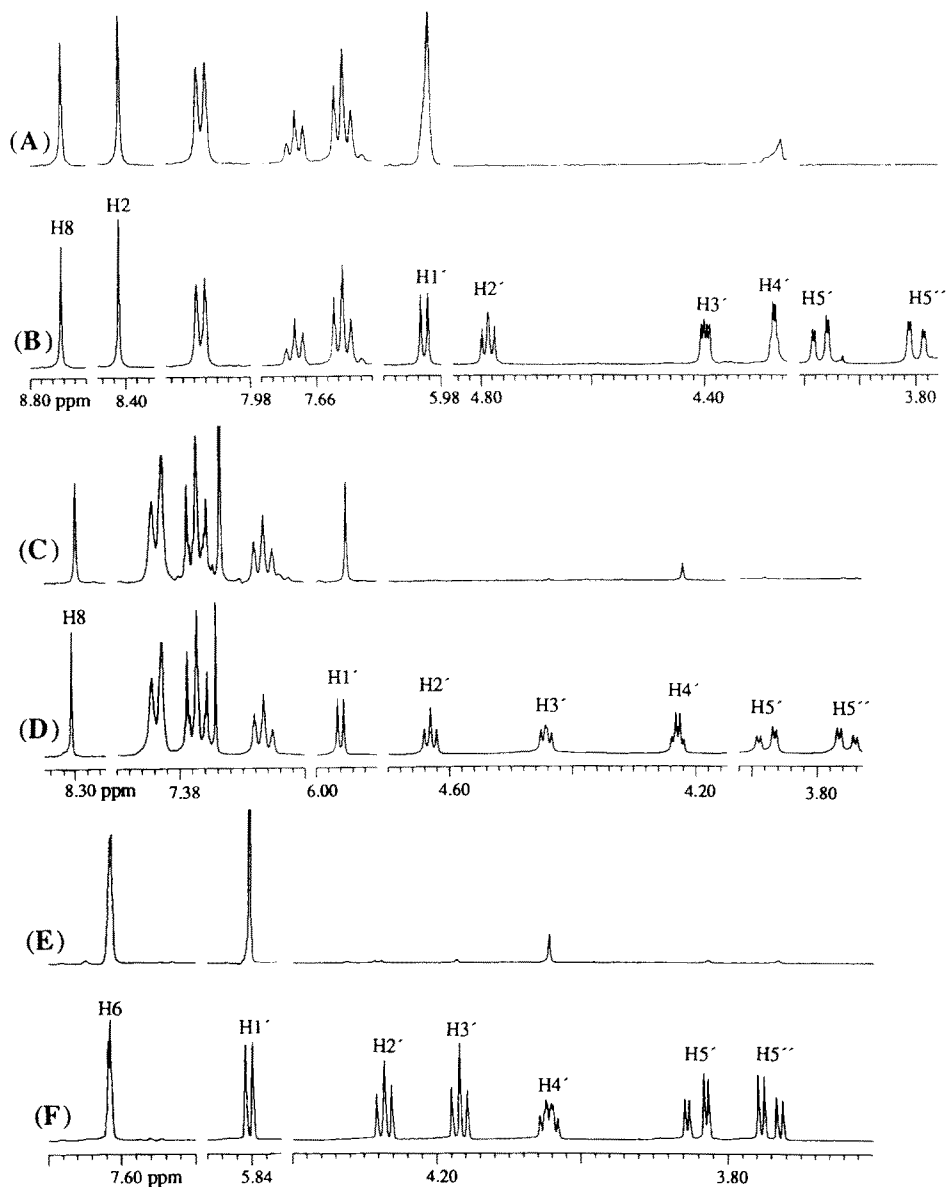 (A)
H8 H2 H1´ H2´ H3´ H4´ H5´ H5´´
(B)
8.80 ppm 8.40 7.98 7.66 5.98 4.80 4.40 3.80
(C)
H8 H1´ H2´ H3´ H4´ H5´ H5´´
(D)
8.30 ppm 7.38 6.00 4.60 4.20 3.80
(E)
H6 H1´ H2´ H3´ H4´ H5´ H5´´
(F)
7.60 ppm 5.84 4.20 3.80